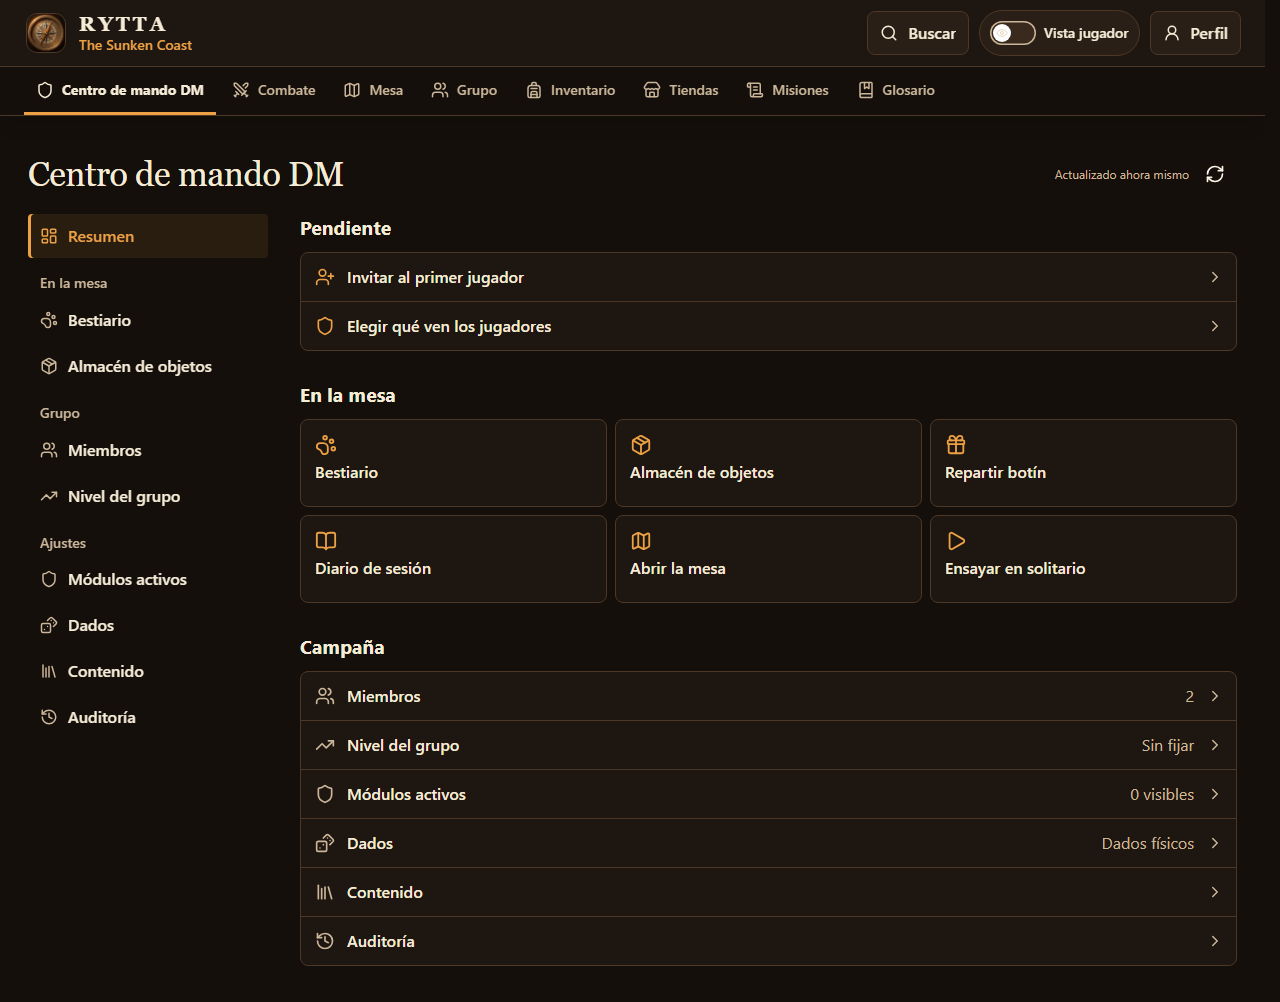 RYTTA
The Sunken Coast
Buscar
Vista jugador
Perfil
Centro de mando DM
Combate
Mesa
Grupo
Inventario
Tiendas
Misiones
Glosario
Centro de mando DM
Actualizado ahora mismo
Resumen
En la mesa
Bestiario
Almacén de objetos
Grupo
Miembros
Nivel del grupo
Ajustes
Módulos activos
Dados
Contenido
Auditoría
Pendiente
Invitar al primer jugador
Elegir qué ven los jugadores
En la mesa
Bestiario
Almacén de objetos
Repartir botín
Diario de sesión
Abrir la mesa
Ensayar en solitario
Campaña
Miembros 2
Nivel del grupo Sin fijar
Módulos activos 0 visibles
Dados Dados físicos
Contenido
Auditoría